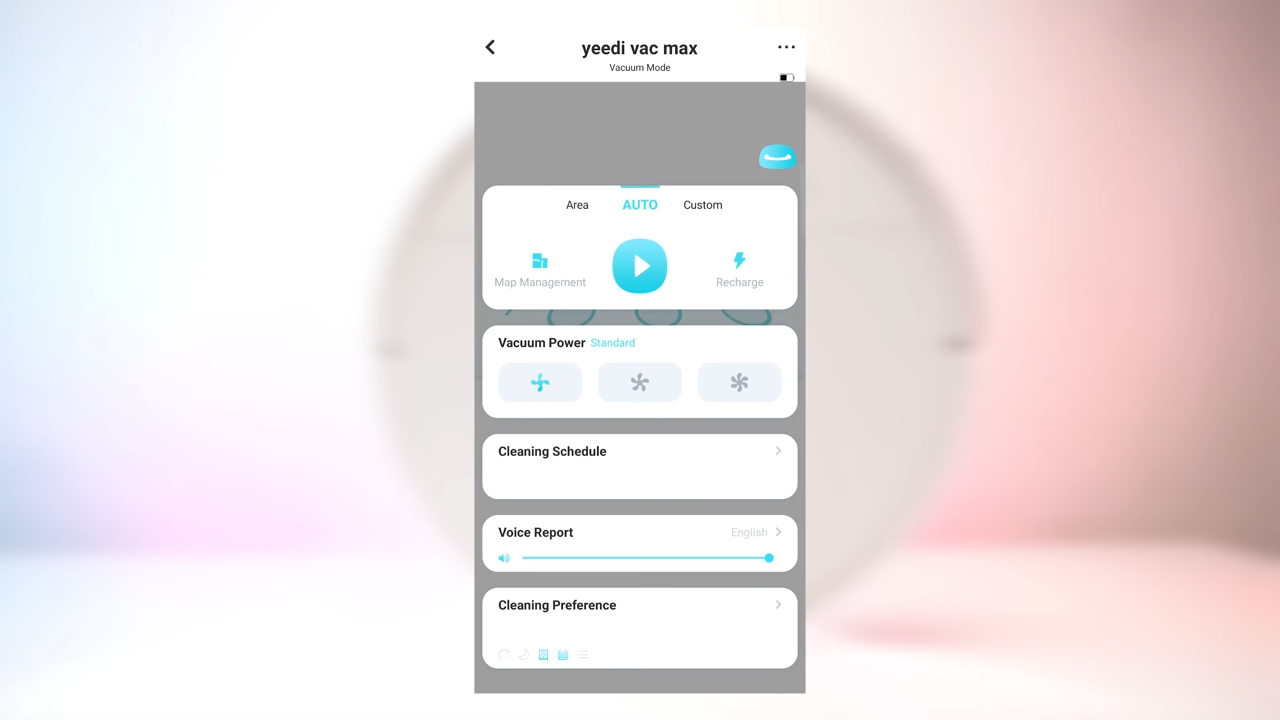 yeedi vac max
Vacuum Mode
Area AUTO Custom
Map Management Recharge
Vacuum Power Standard
Cleaning Schedule
Voice Report English
Cleaning Preference